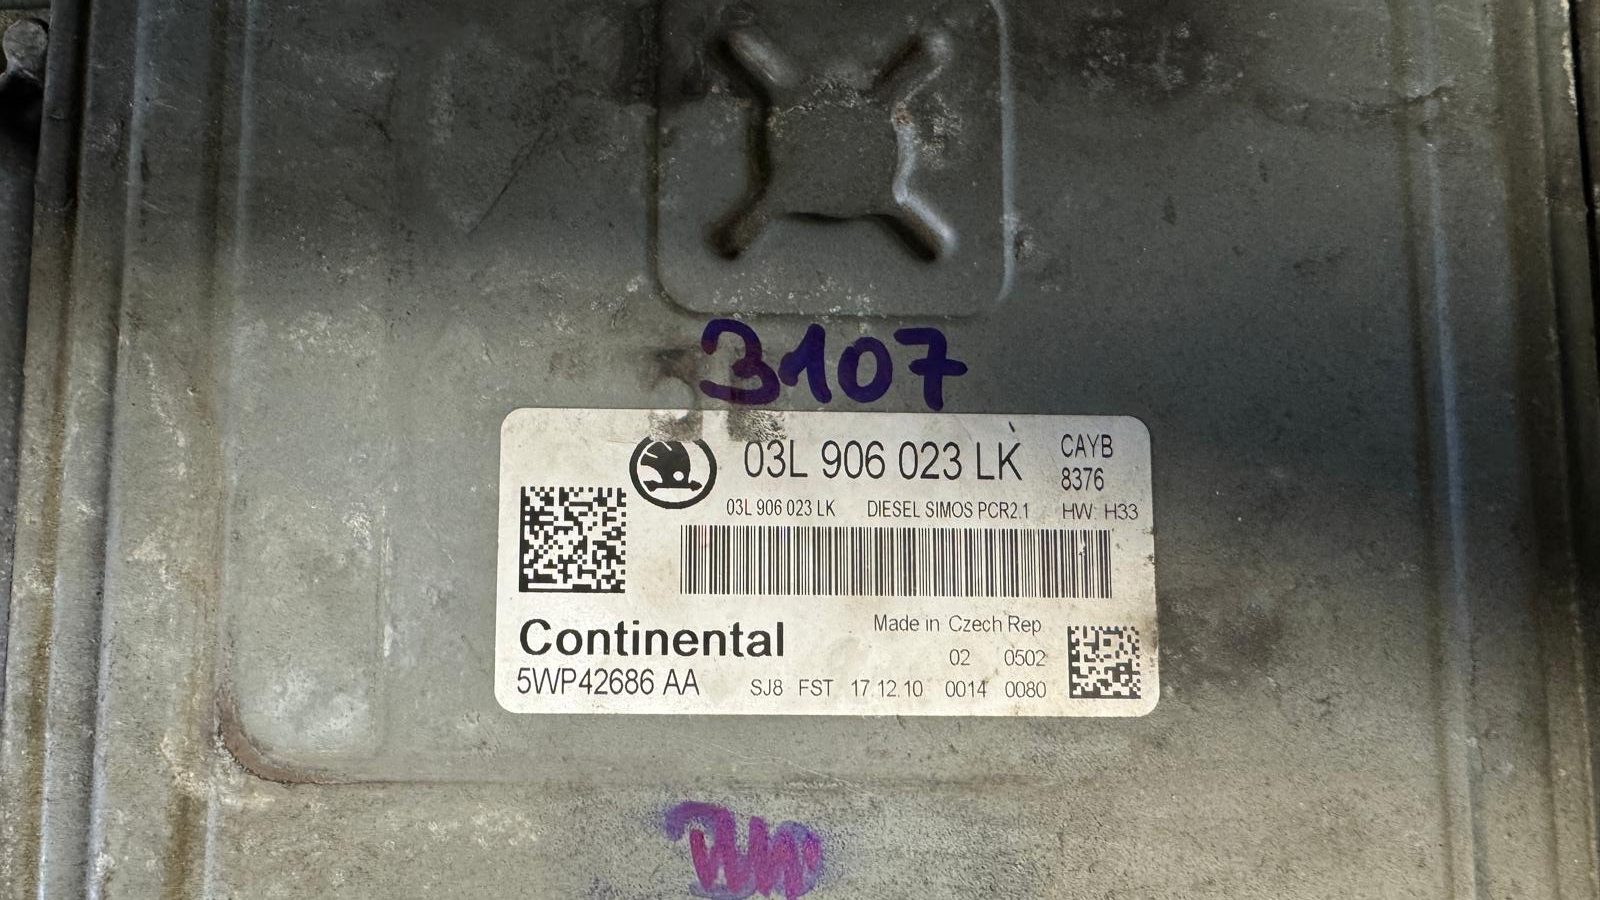 3107
03L 906 023 LK
CAYB
8376
03L 906 023 LK DIESEL SIMOS PCR2.1 HW: H33
Continental
Made in Czech Rep
02 0502
5WP42686 AA
SJ8 FST 17.12.10 0014 0080